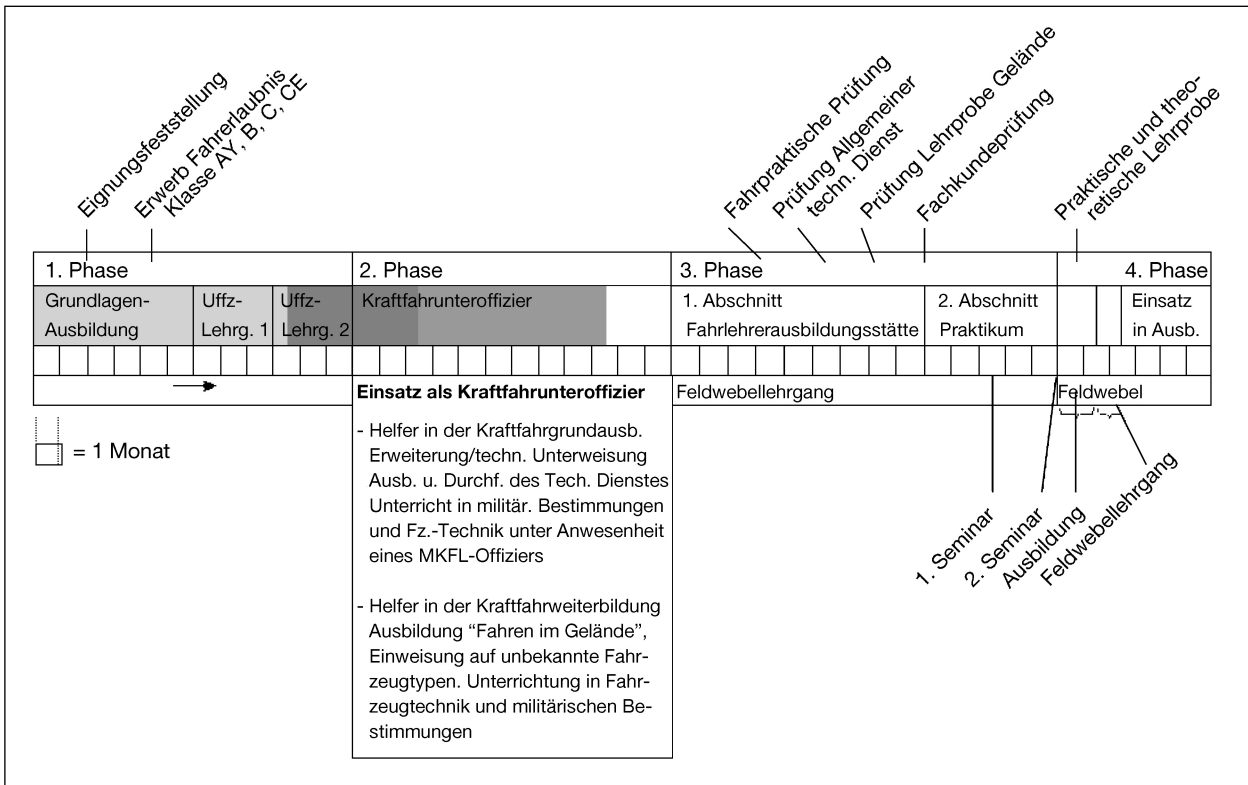 Eignungsfeststellung
Erwerb Fahrerlaubnis
Klasse AY, B, C, CE
Fahrpraktische Prüfung
Prüfung Allgemeiner
techn. Dienst
Prüfung Lehrprobe Gelände
Fachkundeprüfung
Praktische und theo-
retische Lehrprobe
1. Phase
2. Phase
3. Phase
4. Phase
Grundlagen-
Ausbildung
Uffz-
Lehrg. 1
Uffz-
Lehrg. 2
Kraftfahrunteroffizier
1. Abschnitt
Fahrlehrerausbildungsstätte
2. Abschnitt
Praktikum
Einsatz
in Ausb.
Einsatz als Kraftfahrunteroffizier
Feldwebellehrgang
Feldwebel
- Helfer in der Kraftfahrgrundausb.
Erweiterung/techn. Unterweisung
Ausb. u. Durchf. des Tech. Dienstes
Unterricht in militär. Bestimmungen
und Fz.-Technik unter Anwesenheit
eines MKFL-Offiziers
- Helfer in der Kraftfahrweiterbildung
Ausbildung “Fahren im Gelände”,
Einweisung auf unbekannte Fahr-
zeugtypen. Unterrichtung in Fahr-
zeugtechnik und militärischen Be-
stimmungen
= 1 Monat
1. Seminar
2. Seminar
Ausbildung
Feldwebellehrgang